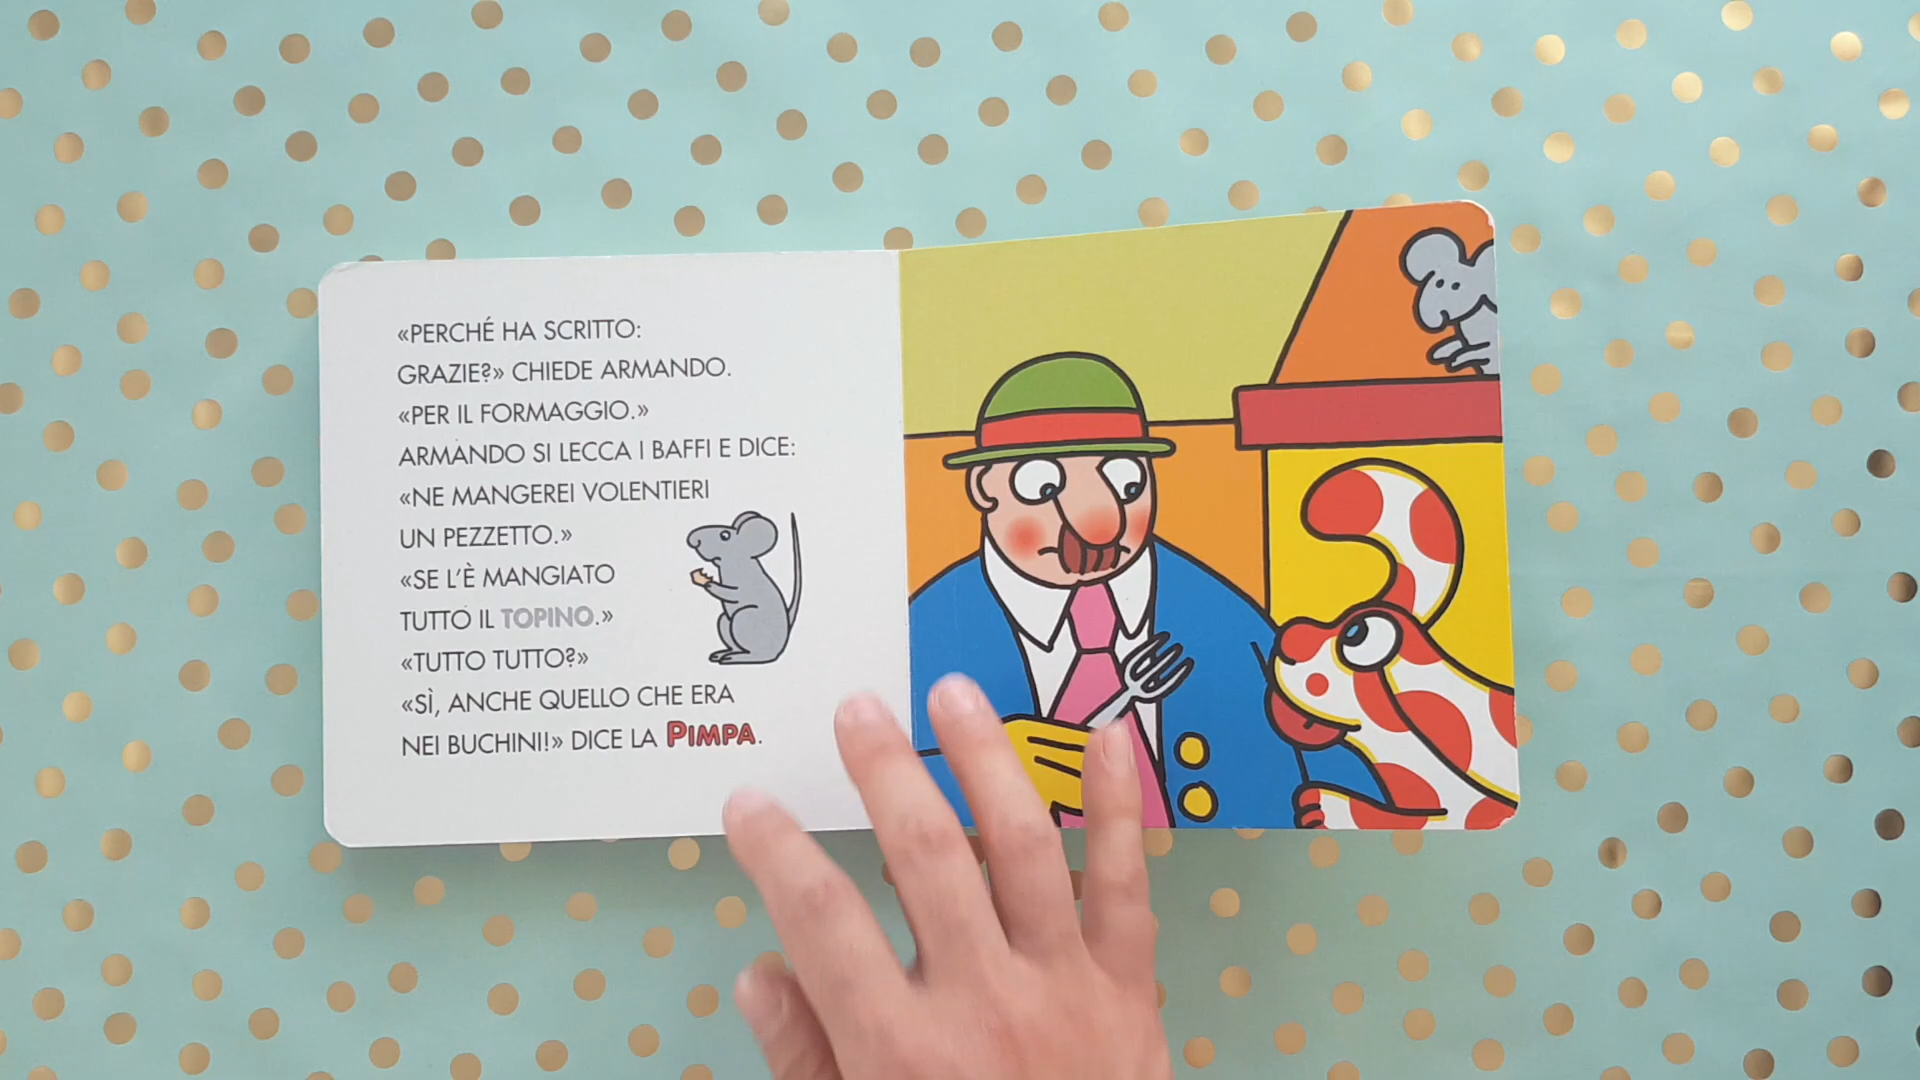 «PERCHÉ HA SCRITTO:
GRAZIE?» CHIEDE ARMANDO.
«PER IL FORMAGGIO.»
ARMANDO SI LECCA I BAFFI E DICE:
«NE MANGEREI VOLENTIERI
UN PEZZETTO.»
«SE L'È MANGIATO
TUTTO IL TOPINO.»
«TUTTO TUTTO?»
«SÌ, ANCHE QUELLO CHE ERA
NEI BUCHINI!» DICE LA PIMPA.